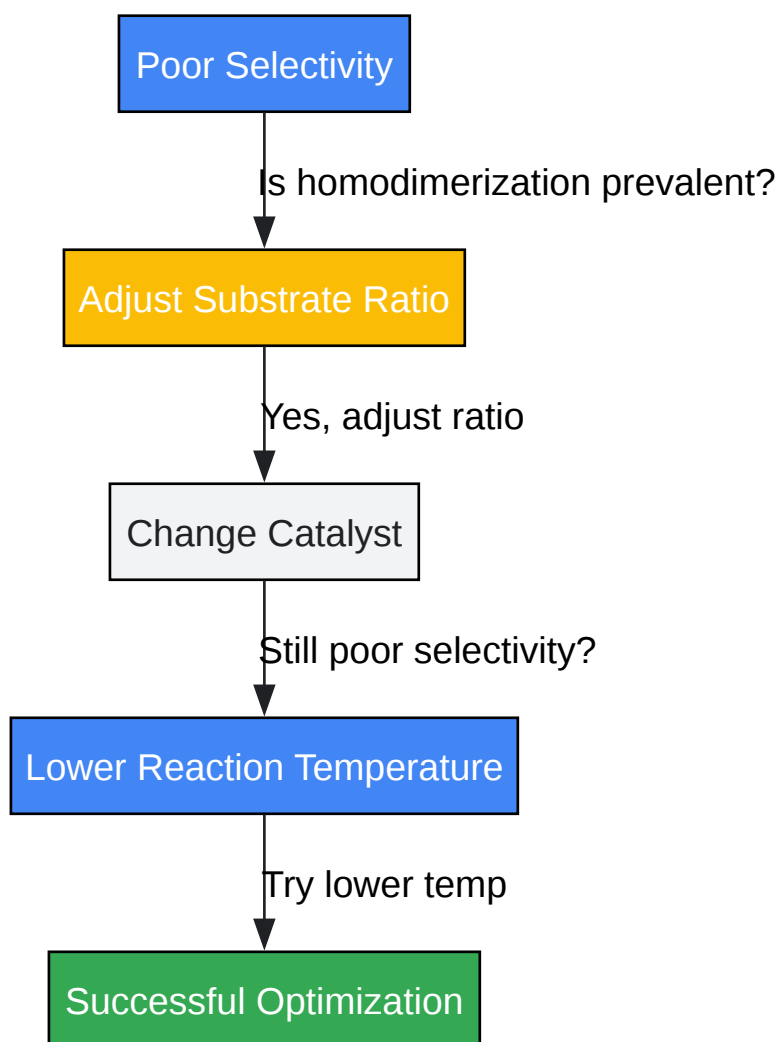 Poor Selectivity
Is homodimerization prevalent?
Adjust Substrate Ratio
Yes, adjust ratio
Change Catalyst
Still poor selectivity?
Lower Reaction Temperature
Try lower temp
Successful Optimization